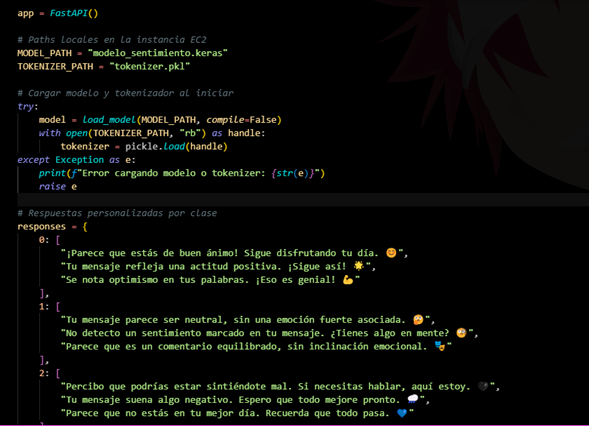 app = FastAPI()
# Paths locales en la instancia EC2
MODEL_PATH = "modelo_sentimiento.keras"
TOKENIZER_PATH = "tokenizer.pkl"
# Cargar modelo y tokenizador al iniciar
try:
    model = load_model(MODEL_PATH, compile=False)
    with open(TOKENIZER_PATH, "rb") as handle:
        tokenizer = pickle.load(handle)
except Exception as e:
    print(f"Error cargando modelo o tokenizer: {str(e)}")
    raise e
# Respuestas personalizadas por clase
responses = {
    0: [
        "¡Parece que estás de buen ánimo! Sigue disfrutando tu día. 😊",
        "Tu mensaje refleja una actitud positiva. ¡Sigue así! 🌟",
        "Se nota optimismo en tus palabras. ¡Eso es genial! 💪"
    ],
    1: [
        "Tu mensaje parece ser neutral, sin una emoción fuerte asociada. 🤔",
        "No detecto un sentimiento marcado en tu mensaje. ¿Tienes algo en mente? 🧐",
        "Parece que es un comentario equilibrado, sin inclinación emocional. 🎭"
    ],
    2: [
        "Percibo que podrías estar sintiéndote mal. Si necesitas hablar, aquí estoy. 🖤",
        "Tu mensaje suena algo negativo. Espero que todo mejore pronto. 🌧️",
        "Parece que no estás en tu mejor día. Recuerda que todo pasa. 💙"
    ]